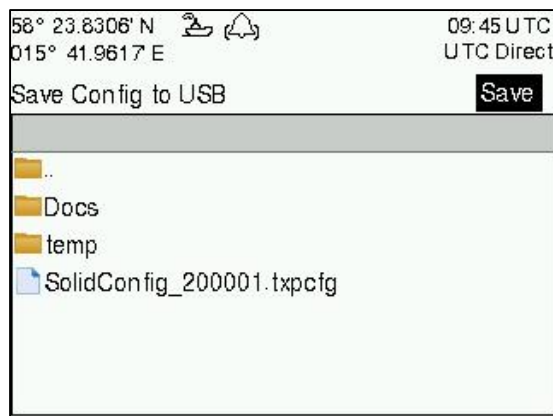 58° 23.8306' N
09:45 UTC
015° 41.9617' E
UTC Direct
Save Config to USB
Save
..
Docs
temp
SolidConfig_200001.txpcfg